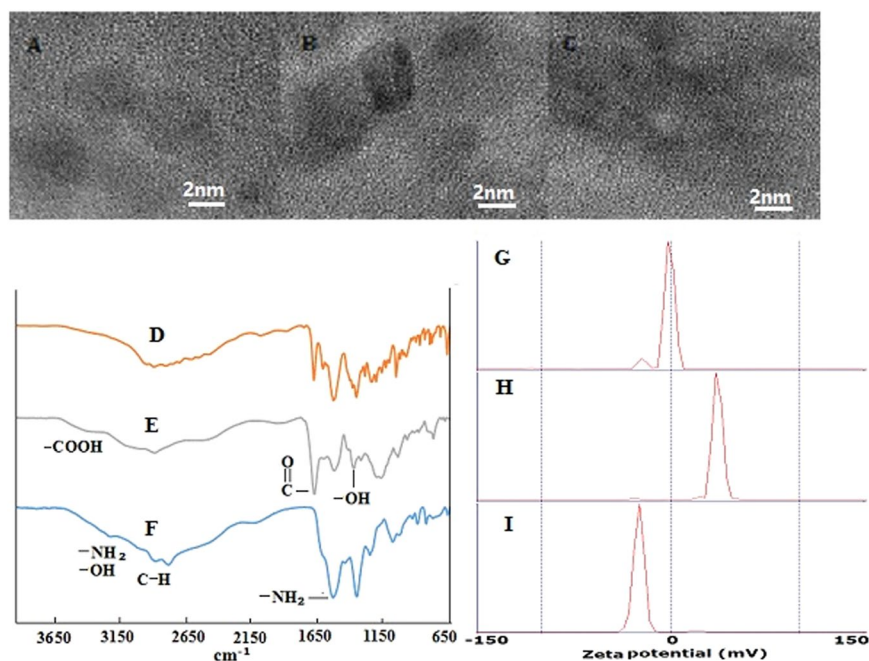 A B C
2nm 2nm 2nm
D
E
-COOH
O
C
-OH
F
-NH₂
-OH
C-H
-NH₂
3650 3150 2650 2150 1650 1150 650
cm⁻¹
G
H
I
-150 0 150
Zeta potential (mV)